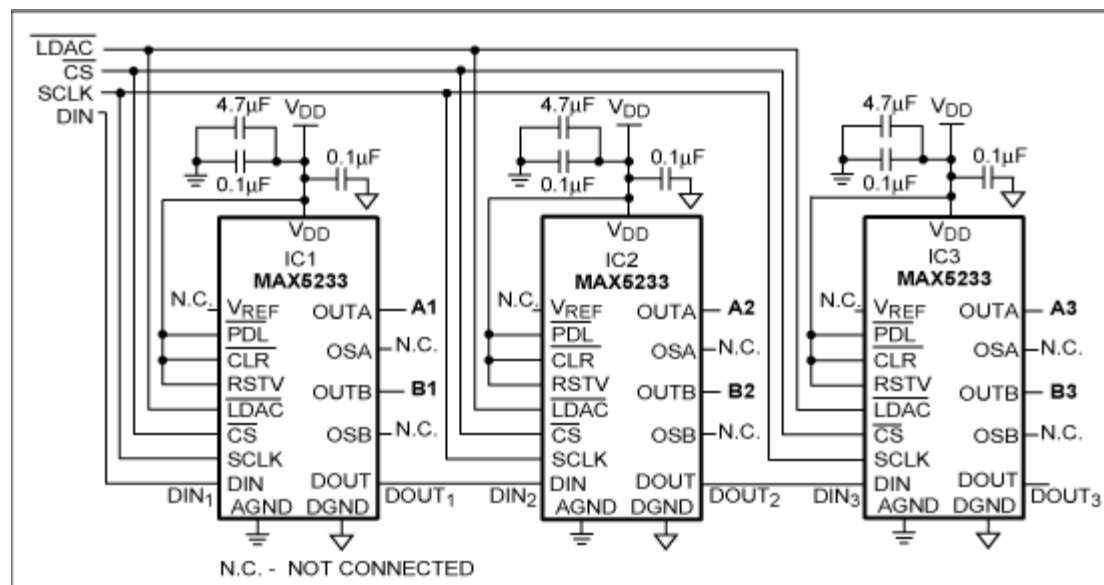 LDAC
CS
SCLK
DIN
4.7µF VDD
0.1µF
0.1µF
4.7µF VDD
0.1µF
0.1µF
4.7µF VDD
0.1µF
0.1µF
VDD
IC1
MAX5233
N.C. VREF OUTA A1
PDL
OSA N.C.
CLR
RSTV OUTB B1
LDAC
CS OSB N.C.
SCLK
DIN1 DIN DOUT DOUT1
AGND DGND
VDD
IC2
MAX5233
N.C. VREF OUTA A2
PDL
OSA N.C.
CLR
RSTV OUTB B2
LDAC
CS OSB N.C.
SCLK
DIN2 DIN DOUT DOUT2
AGND DGND
VDD
IC3
MAX5233
N.C. VREF OUTA A3
PDL
OSA N.C.
CLR
RSTV OUTB B3
LDAC
CS OSB N.C.
SCLK
DIN3 DIN DOUT DOUT3
AGND DGND
N.C. - NOT CONNECTED